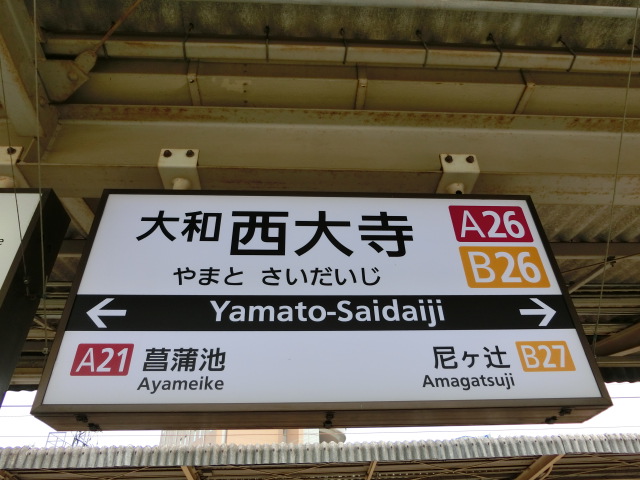 大和 西大寺 A26
やまと さいだいじ B26
← Yamato-Saidaiji →
A21 菖蒲池 尼ヶ辻 B27
Ayameike Amagatsuji